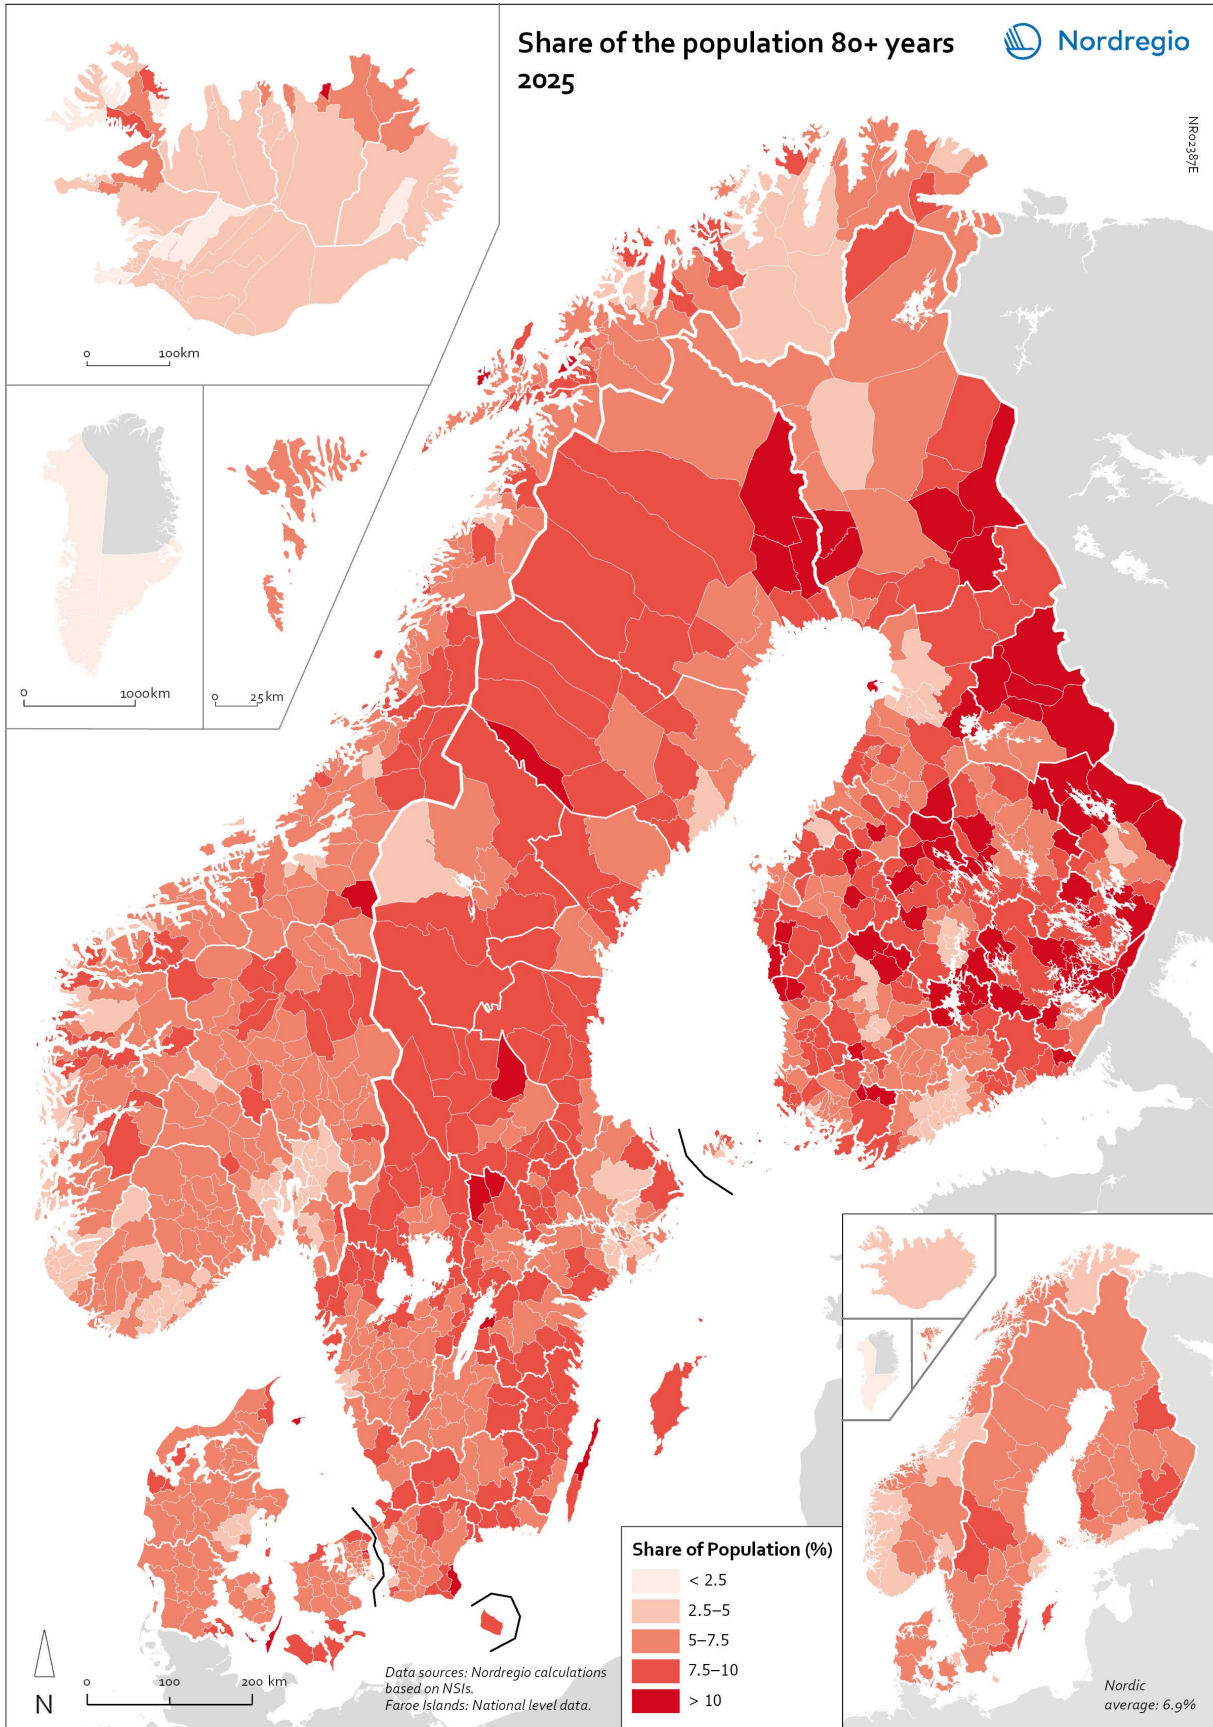 Share of the population 80+ years
2025
Nordregio
NR02387E
0 100km
0 1000km
0 25km
Share of Population (%)
< 2.5
2.5–5
5–7.5
7.5–10
> 10
Data sources: Nordregio calculations
based on NSIs.
Faroe Islands: National level data.
N
0 100 200 km
Nordic
average: 6.9%